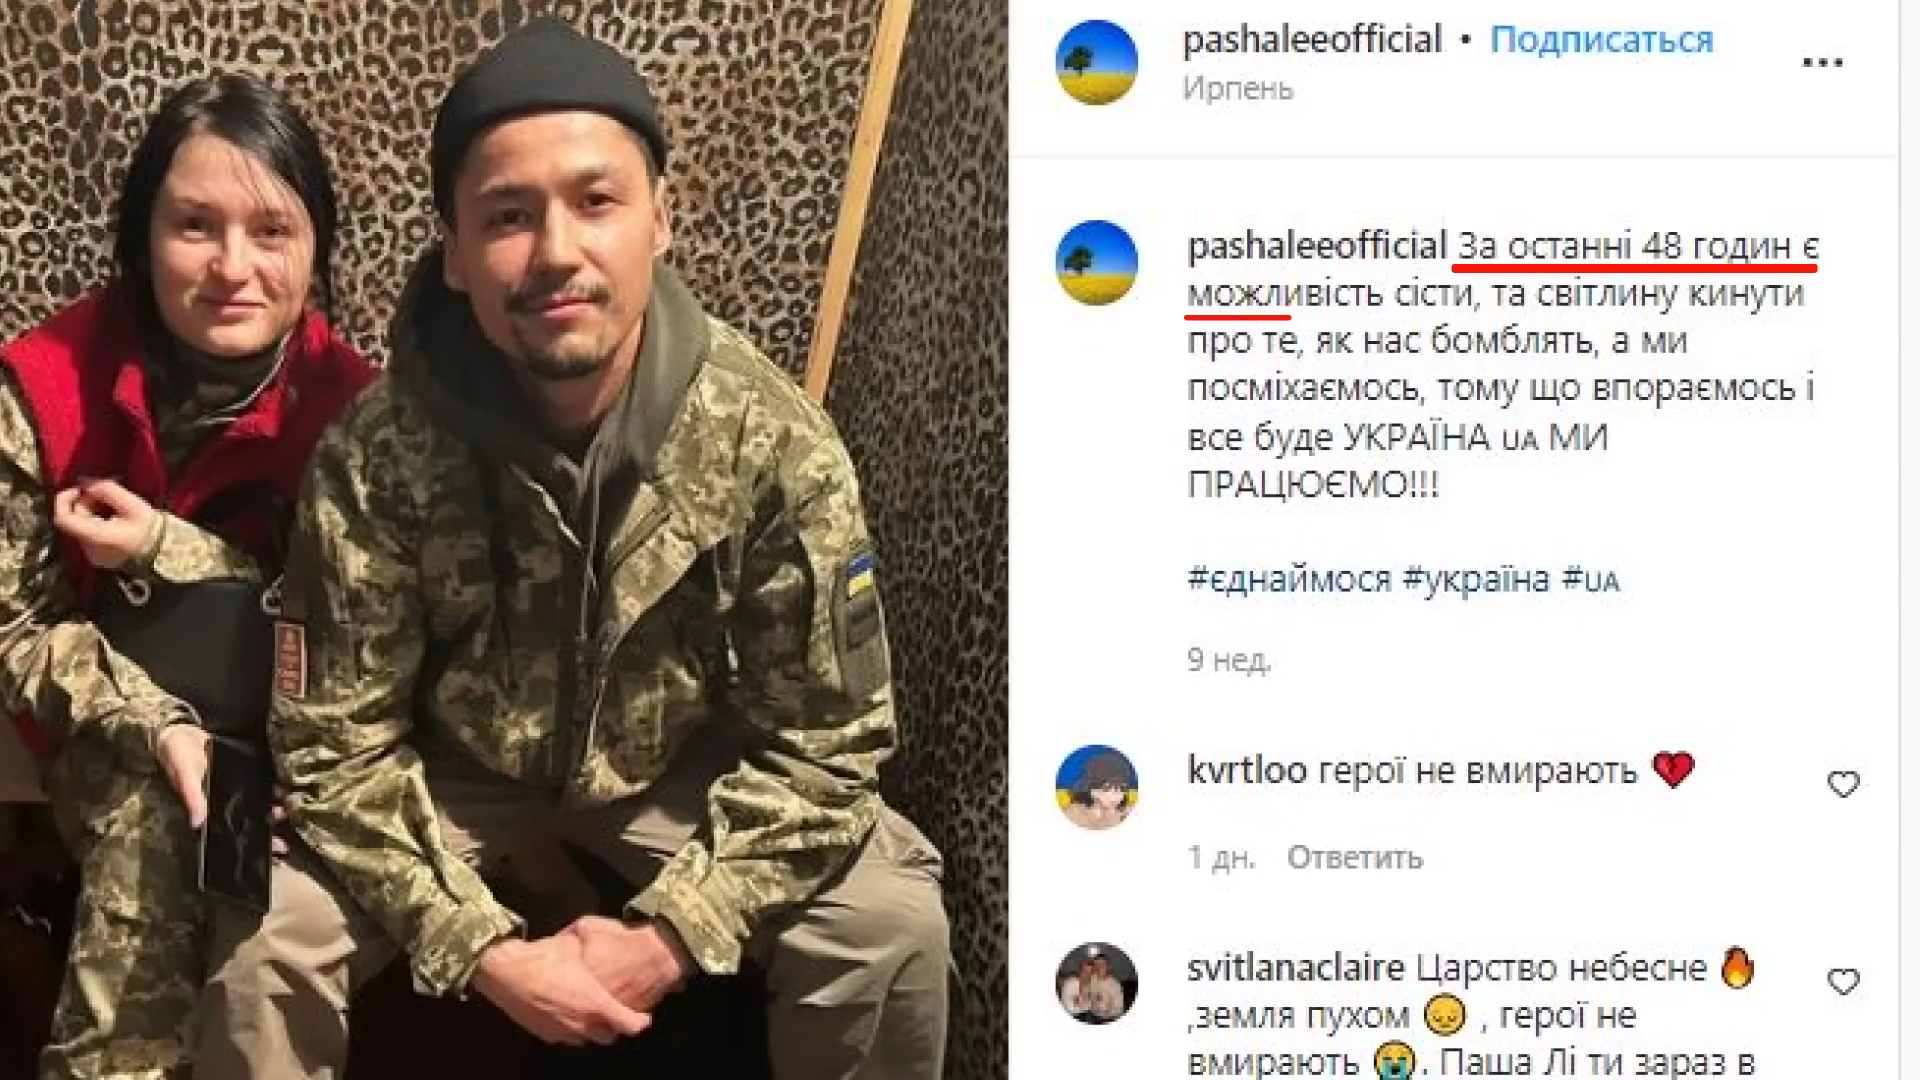 pashaleeofficial • Подписаться
Ирпень
pashaleeofficial За останні 48 годин є
можливість сісти, та світлину кинути
про те, як нас бомблять, а ми
посміхаємось, тому що впораємось і
все буде УКРАЇНА UA МИ
ПРАЦЮЄМО!!!
#єднаймося #україна #UA
9 нед.
kvrtloo герої не вмирають 💔
1 дн. Ответить
svitlanaclaire Царство небесне 🔥
,земля пухом 😔 , герої не
вмирають 😭. Паша Лі ти зараз в